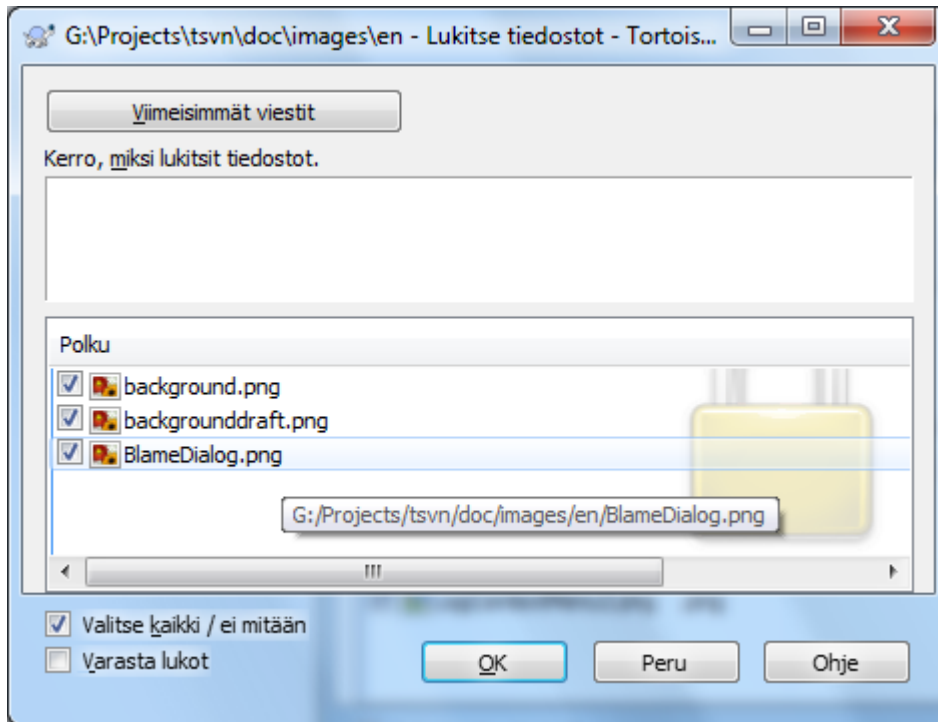 G:\Projects\tsvn\doc\images\en - Lukitse tiedostot - Tortois...
Viimeisimmät viestit
Kerro, miksi lukitsit tiedostot.
Polku
background.png
backgrounddraft.png
BlameDialog.png
G:/Projects/tsvn/doc/images/en/BlameDialog.png
Valitse kaikki / ei mitään
Varasta lukot
OK Peru Ohje